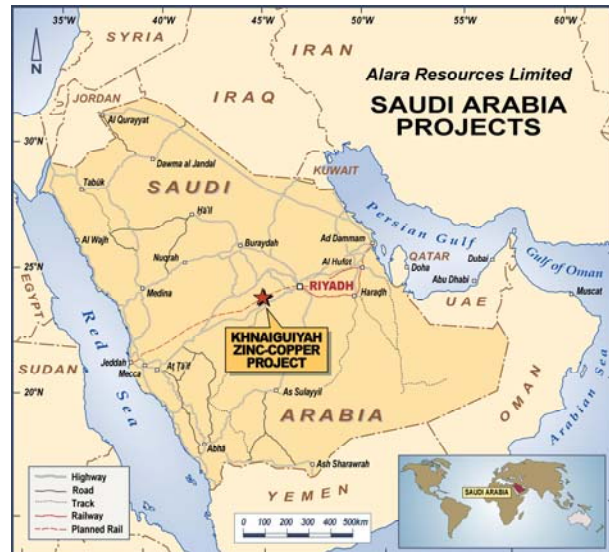 35°N
40°N
45°N
50°N
55°N
60°N
SYRIA
IRAN
N
Alara Resources Limited
SAUDI ARABIA
PROJECTS
JORDAN
IRAQ
Al Qurayyat
30°N
30°N
Dawma al Jandal
KUWAIT
Tabūk
SAUDI
Ha'il
Persian Gulf
Al Wajh
Buraydah
Ad Dammam
Nuqrah
QATAR
Dubai
Gulf of Oman
Al Hufuf
Doha
25°N
25°N
Medina
RIYADH
Abu Dhabi
Muscat
EGYPT
Haradh
UAE
KHNAIGUIYAH
ZINC-COPPER
PROJECT
Red Sea
Jeddah
Mecca
At Ta'if
SUDAN
OMAN
Arabian Sea
20°N
20°N
As Sulayyil
ARABIA
Abha
Ash Sharawrah
Highway
Road
Track
Railway
Planned Rail
YEMEN
0 100 200 300 400 500km
SAUDI ARABIA